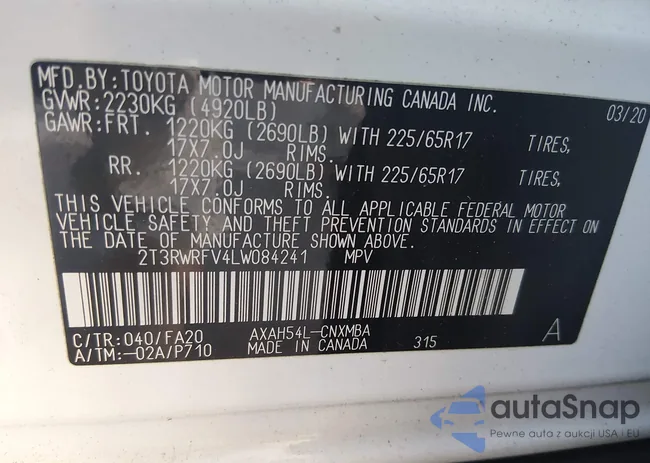 MFD.BY:TOYOTA MOTOR MANUFACTURING CANADA INC. 03/20
GVWR:2230KG (4920LB)
GAWR:FRT. 1220KG (2690LB) WITH 225/65R17 TIRES,
17X7.0J RIMS.
RR. 1220KG (2690LB) WITH 225/65R17 TIRES,
17X7.0J RIMS.
THIS VEHICLE CONFORMS TO ALL APPLICABLE FEDERAL MOTOR
VEHICLE SAFETY AND THEFT PREVENTION STANDARDS IN EFFECT ON
THE DATE OF MANUFACTURE SHOWN ABOVE.
2T3RWRFV4LW084241 MPV
C/TR:040/FA20 AXAH54L-CNXMBA 315 A
A/TM:-02A/P710 MADE IN CANADA
autoSnap
Pewne auta z aukcji USA i EU